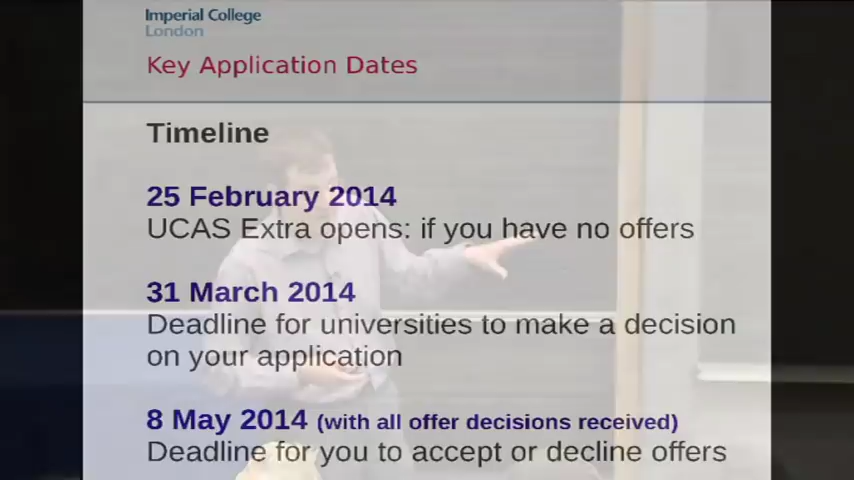 Imperial College
London
Key Application Dates
Timeline
25 February 2014
UCAS Extra opens: if you have no offers
31 March 2014
Deadline for universities to make a decision
on your application
8 May 2014 (with all offer decisions received)
Deadline for you to accept or decline offers